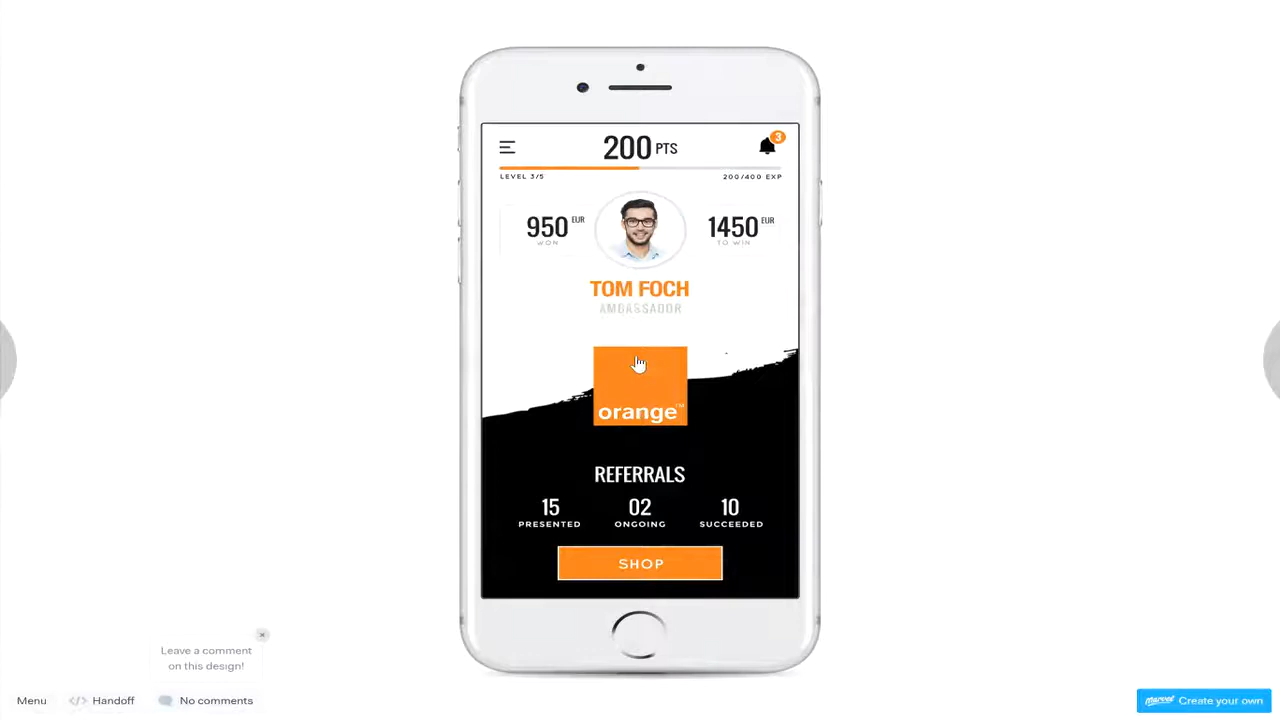 200 PTS
3
LEVEL 3/5
200/400 EXP
950 EUR
WON
1450 EUR
TO WIN
TOM FOCH
AMBASSADOR
orange™
REFERRALS
15
PRESENTED
02
ONGOING
10
SUCCEEDED
SHOP
Leave a comment
on this design!
Menu
</> Handoff
No comments
marvel Create your own